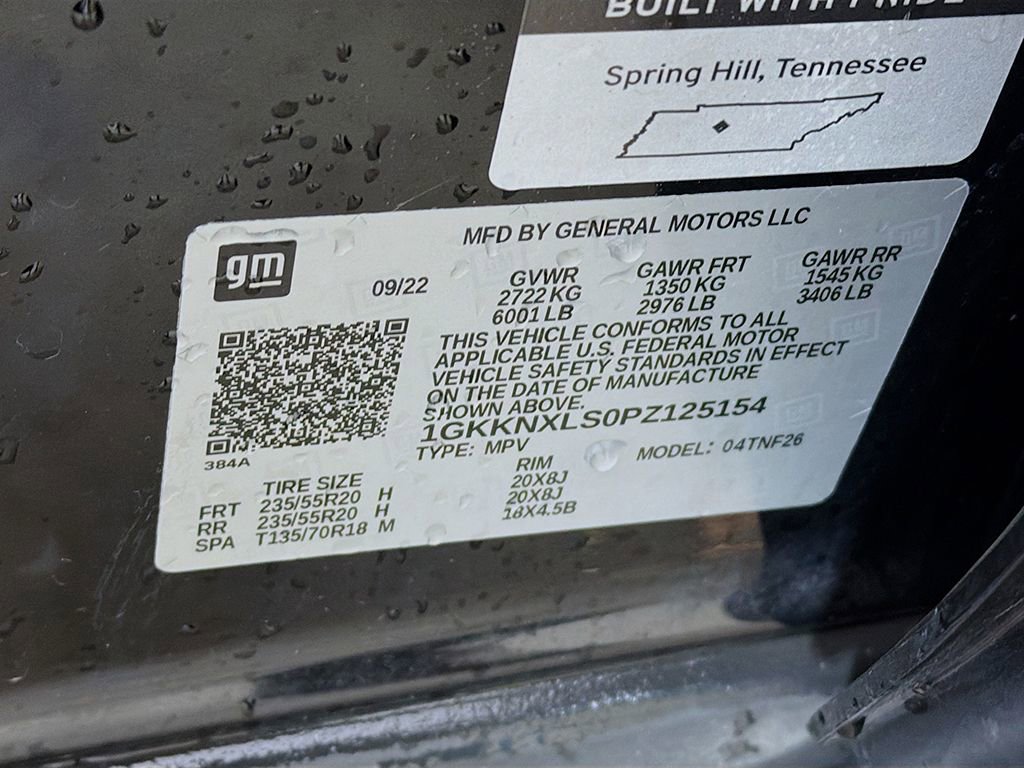 BUILT WITH PRIDE
Spring Hill, Tennessee
MFD BY GENERAL MOTORS LLC
gm
09/22
GVWR GAWR FRT GAWR RR
2722 KG 1350 KG 1545 KG
6001 LB 2976 LB 3406 LB
THIS VEHICLE CONFORMS TO ALL
APPLICABLE U.S. FEDERAL MOTOR
VEHICLE SAFETY STANDARDS IN EFFECT
ON THE DATE OF MANUFACTURE
SHOWN ABOVE.
1GKKNXLS0PZ125154
TYPE: MPV MODEL: 04TNF26
384A
TIRE SIZE RIM
FRT 235/55R20 H 20X8J
RR 235/55R20 H 20X8J
SPA T135/70R18 M 18X4.5B